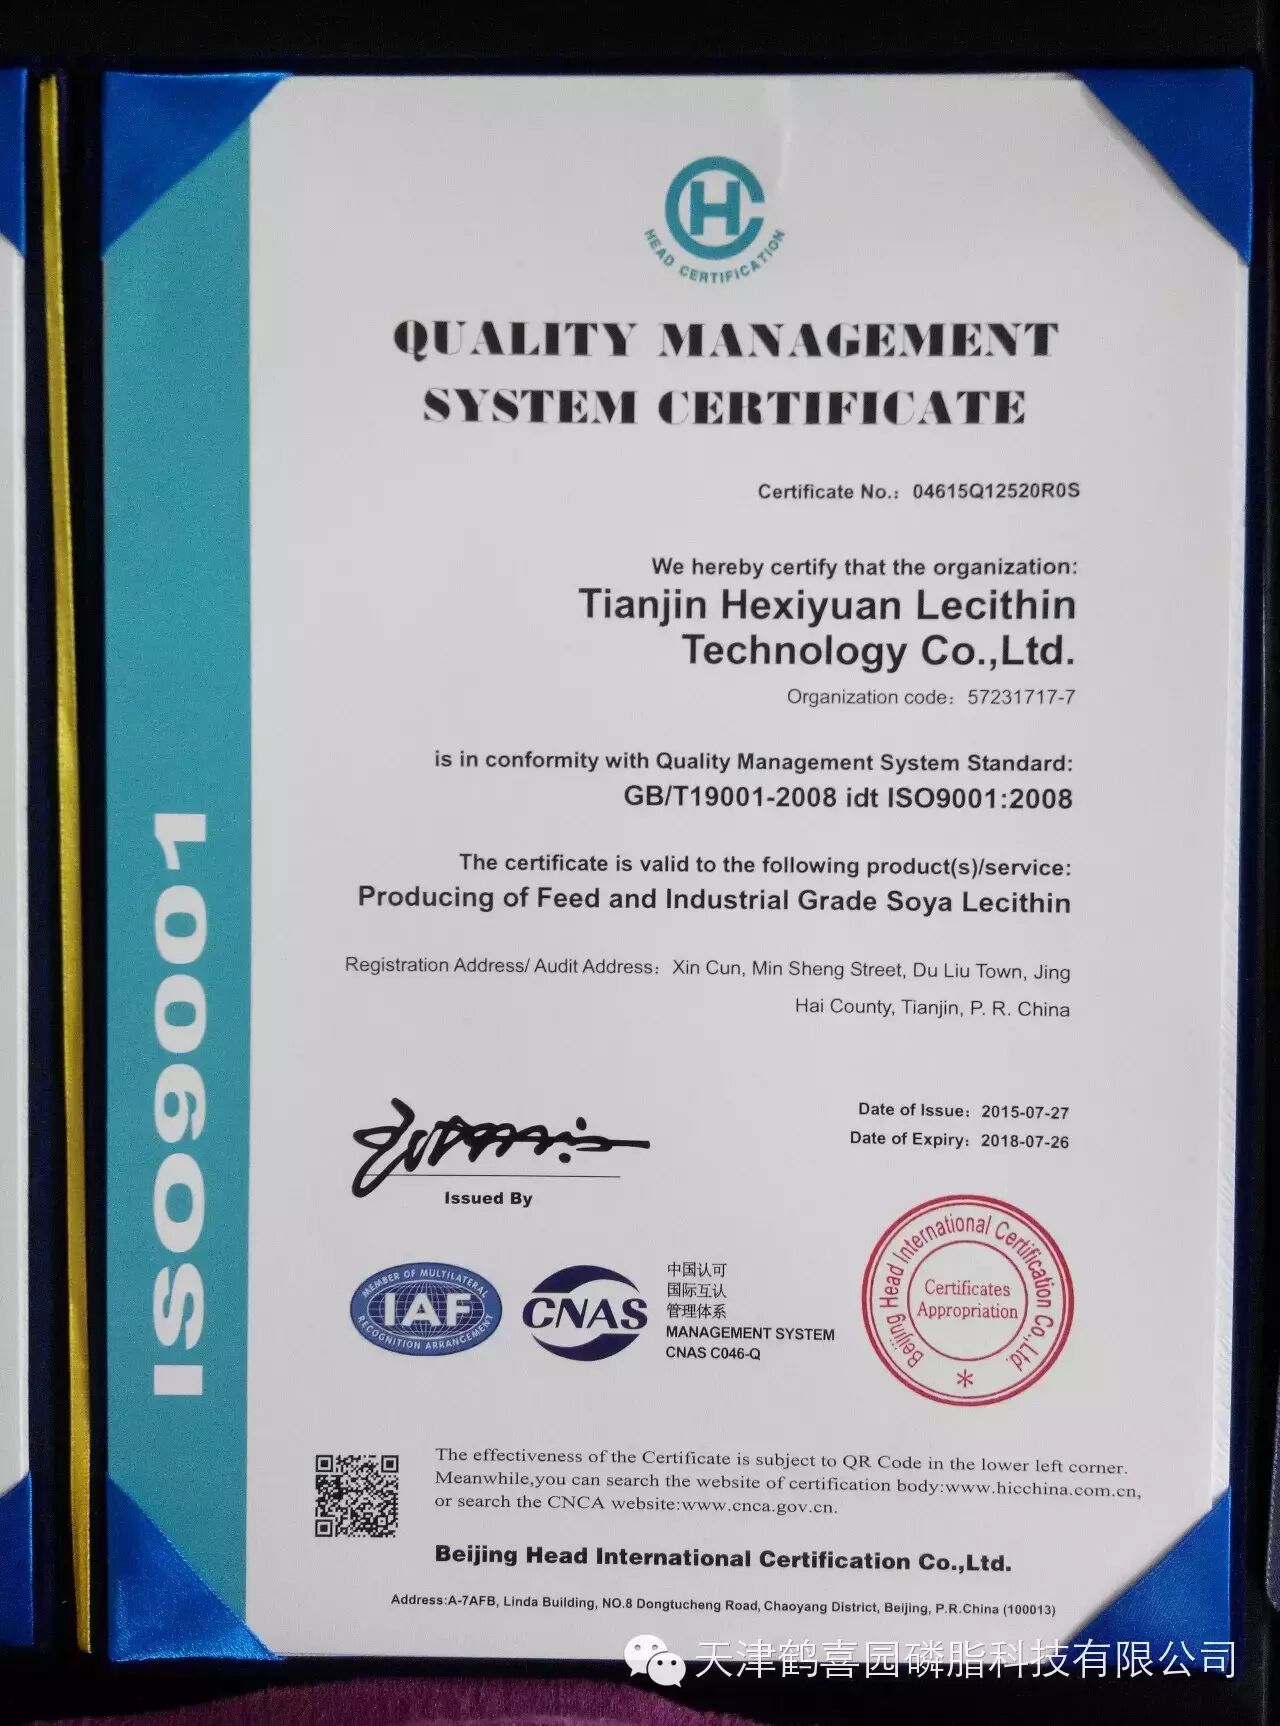 HC
HEAD CERTIFICATION
QUALITY MANAGEMENT
SYSTEM CERTIFICATE
Certificate No.: 04615Q12520R0S
We hereby certify that the organization:
Tianjin Hexiyuan Lecithin
Technology Co.,Ltd.
Organization code: 57231717-7
is in conformity with Quality Management System Standard:
GB/T19001-2008 idt ISO9001:2008
The certificate is valid to the following product(s)/service:
Producing of Feed and Industrial Grade Soya Lecithin
Registration Address/ Audit Address: Xin Cun, Min Sheng Street, Du Liu Town, Jing
Hai County, Tianjin, P. R. China
Date of Issue: 2015-07-27
Date of Expiry: 2018-07-26
Issued By
ISO9001
MEMBER OF MULTILATERAL
IAF
RECOGNITION ARRANGEMENT
CNAS
中国认可
国际互认
管理体系
MANAGEMENT SYSTEM
CNAS C046-Q
Beijing Head International Certification Co.,Ltd.
Certificates
Appropriation
The effectiveness of the Certificate is subject to QR Code in the lower left corner.
Meanwhile,you can search the website of certification body:www.hicchina.com.cn,
or search the CNCA website:www.cnca.gov.cn.
Beijing Head International Certification Co.,Ltd.
Address:A-7AFB, Linda Building, NO.8 Dongtucheng Road, Chaoyang District, Beijing, P.R.China (100013)
天津鹤喜园磷脂科技有限公司